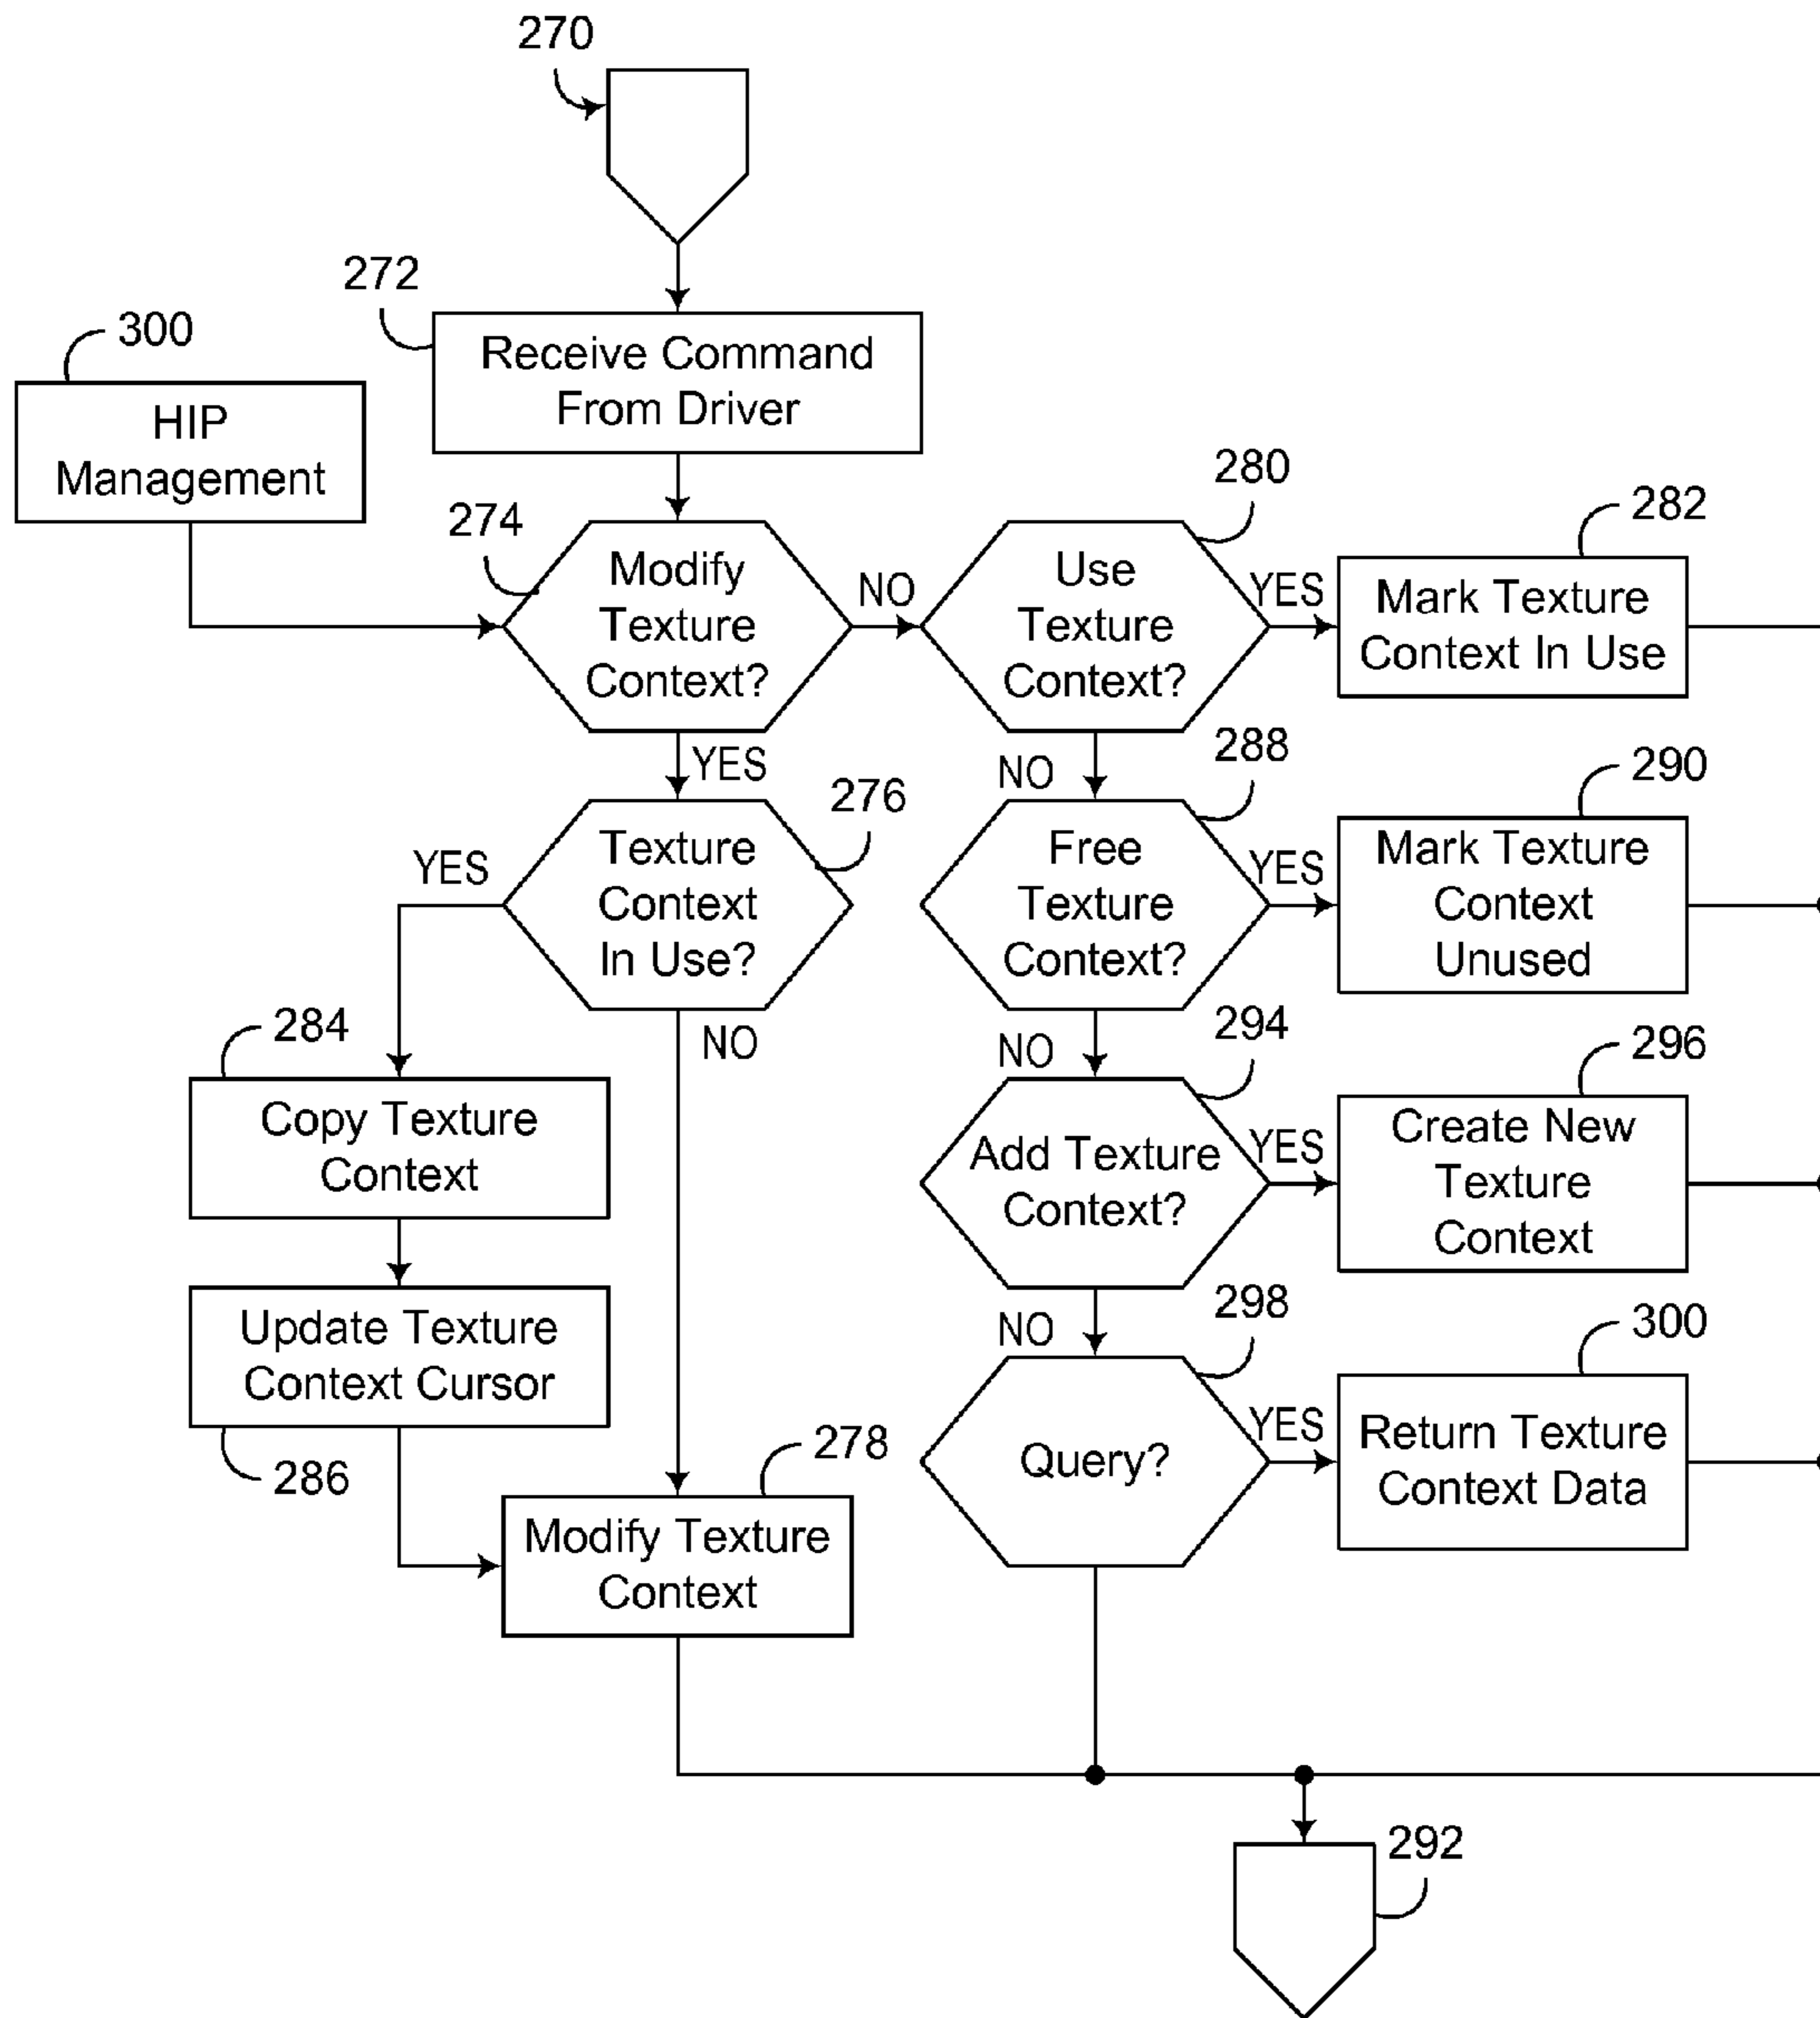 270
272
Receive Command
From Driver
300
HIP
Management
274
Modify
Texture
Context?
NO
280
Use
Texture
Context?
YES
282
Mark Texture
Context In Use
YES
276
Texture
Context
In Use?
YES
NO
NO
288
Free
Texture
Context?
YES
290
Mark Texture
Context
Unused
284
Copy Texture
Context
NO
294
Add Texture
Context?
YES
296
Create New
Texture
Context
Update Texture
Context Cursor
286
NO
298
Query?
YES
300
Return Texture
Context Data
278
Modify Texture
Context
292